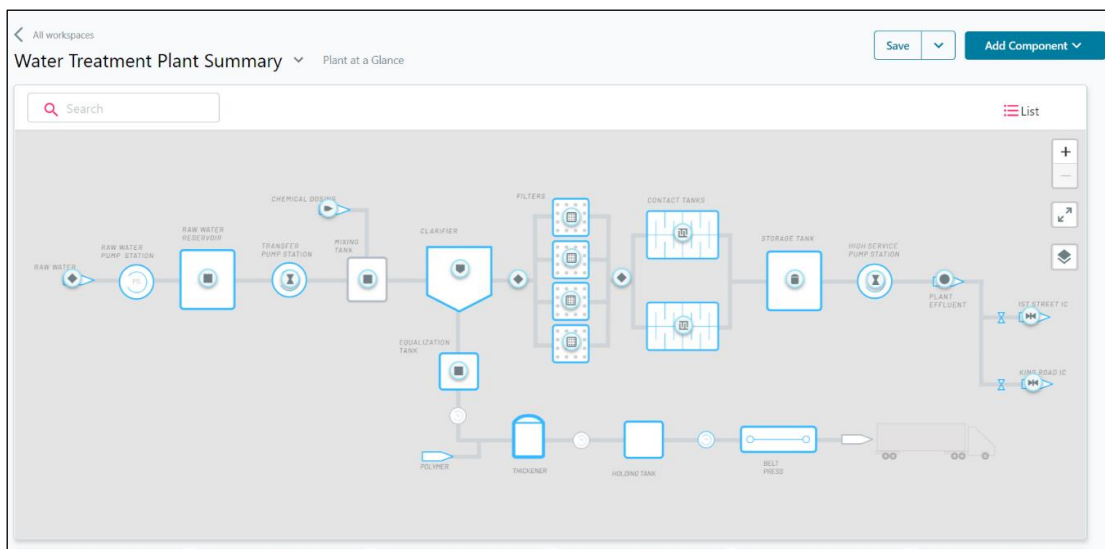 All workspaces
Water Treatment Plant Summary
Plant at a Glance
Save
Add Component
Search
List
RAW WATER
RAW WATER
PUMP STATION
RAW WATER
RESERVOIR
TRANSFER
PUMP STATION
CHEMICAL DOSING
MIXING
TANK
CLARIFIER
FILTERS
CONTACT TANKS
STORAGE TANK
HIGH SERVICE
PUMP STATION
PLANT
EFFLUENT
1ST STREET IC
KING ROAD IC
EQUALIZATION
TANK
POLYMER
THICKENER
HOLDING TANK
BELT
PRESS